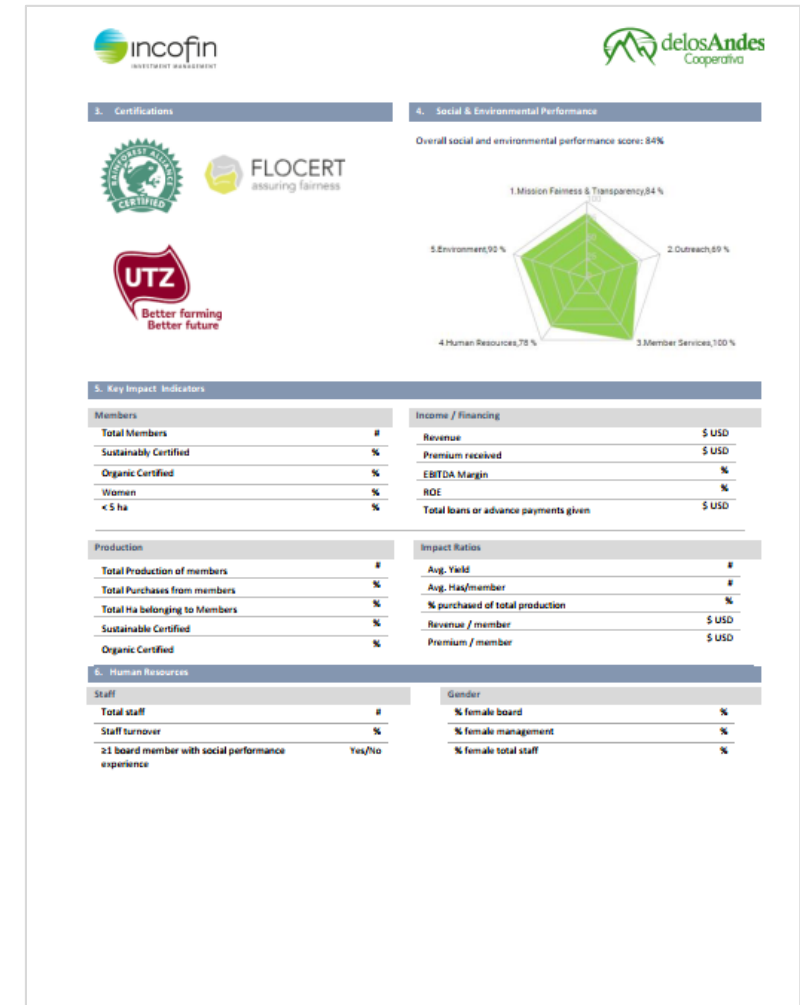 incofin
INVESTMENT MANAGEMENT
delosAndes
Cooperativa
3. Certifications
RAINFOREST ALLIANCE
CERTIFIED
FLOCERT
assuring fairness
UTZ
Better farming
Better future
4. Social & Environmental Performance
Overall social and environmental performance score: 84%
1.Mission Fairness & Transparency,84 %
100
5.Environment,90 %
2.Outreach,69 %
4.Human Resources,78 %
3.Member Services,100 %
5. Key Impact Indicators
Members
Total Members #
Sustainably Certified %
Organic Certified %
Women %
< 5 ha %
Income / Financing
Revenue $ USD
Premium received $ USD
EBITDA Margin %
ROE %
Total loans or advance payments given $ USD
Production
Total Production of members #
Total Purchases from members %
Total Ha belonging to Members %
Sustainable Certified %
Organic Certified %
Impact Ratios
Avg. Yield #
Avg. Has/member #
% purchased of total production %
Revenue / member $ USD
Premium / member $ USD
6. Human Resources
Staff
Total staff #
Staff turnover %
≥1 board member with social performance Yes/No
experience
Gender
% female board %
% female management %
% female total staff %